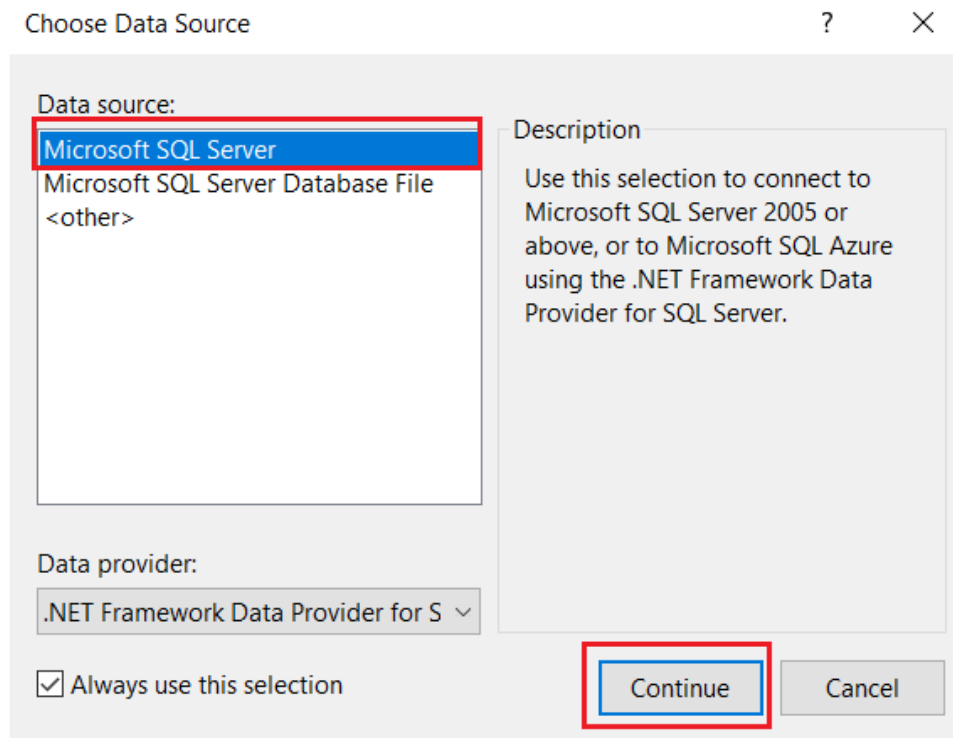 Choose Data Source
?
Data source:
Microsoft SQL Server
Microsoft SQL Server Database File
<other>
Description
Use this selection to connect to
Microsoft SQL Server 2005 or
above, or to Microsoft SQL Azure
using the .NET Framework Data
Provider for SQL Server.
Data provider:
.NET Framework Data Provider for S
Always use this selection
Continue
Cancel